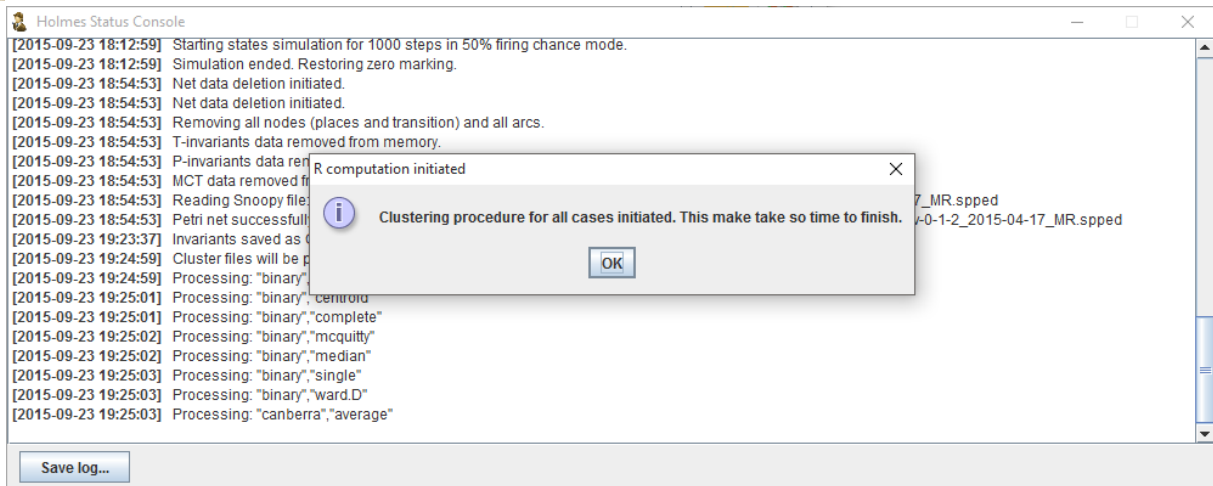 Holmes Status Console
[2015-09-23 18:12:59] Starting states simulation for 1000 steps in 50% firing chance mode.
[2015-09-23 18:12:59] Simulation ended. Restoring zero marking.
[2015-09-23 18:54:53] Net data deletion initiated.
[2015-09-23 18:54:53] Net data deletion initiated.
[2015-09-23 18:54:53] Removing all nodes (places and transition) and all arcs.
[2015-09-23 18:54:53] T-invariants data removed from memory.
[2015-09-23 18:54:53] P-invariants data
[2015-09-23 18:54:53] MCT data removed
[2015-09-23 18:54:53] Reading Snoopy file: 7_MR.spped
[2015-09-23 18:54:53] Petri net v-0-1-2_2015-04-17_MR.spped
[2015-09-23 19:23:37] Invariants saved as
[2015-09-23 19:24:59] Cluster files will be
[2015-09-23 19:24:59] Processing: "binary",
[2015-09-23 19:25:01] Processing: "binary","centroid"
[2015-09-23 19:25:01] Processing: "binary","complete"
[2015-09-23 19:25:02] Processing: "binary","mcquitty"
[2015-09-23 19:25:02] Processing: "binary","median"
[2015-09-23 19:25:03] Processing: "binary","single"
[2015-09-23 19:25:03] Processing: "binary","ward.D"
[2015-09-23 19:25:03] Processing: "canberra","average"
R computation initiated
Clustering procedure for all cases initiated. This make take so time to finish.
OK
Save log...